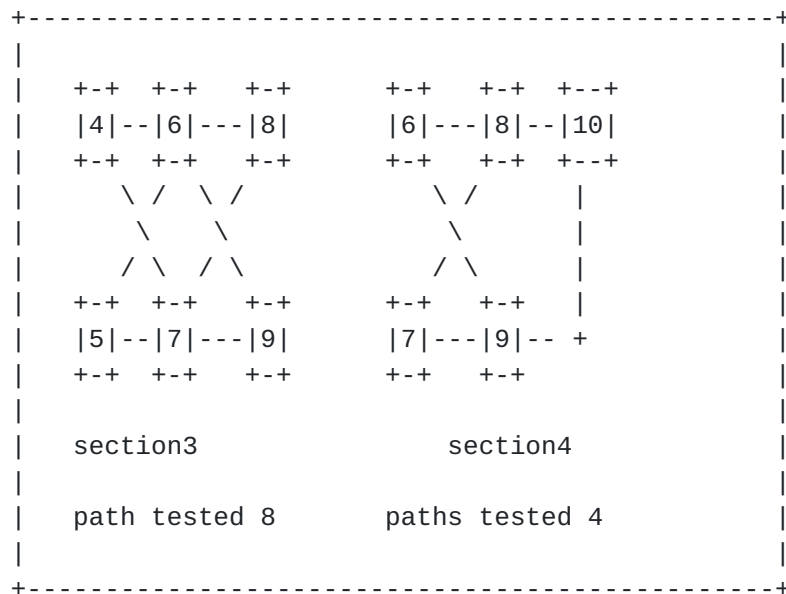 +------------------------------------------------+
|                                                |
|   +-+  +-+   +-+      +-+   +-+  +--+          |
|   |4|--|6|---|8|      |6|---|8|--|10|          |
|   +-+  +-+   +-+      +-+   +-+  +--+          |
|      \ /  \ /            \ /      |            |
|       \    \              \       |            |
|      / \  / \            / \      |            |
|   +-+  +-+   +-+      +-+   +-+   |            |
|   |5|--|7|---|9|      |7|---|9|-- +            |
|   +-+  +-+   +-+      +-+   +-+                |
|                                                |
|   section3                section4             |
|                                                |
|   path tested 8       paths tested 4           |
|                                                |
+------------------------------------------------+